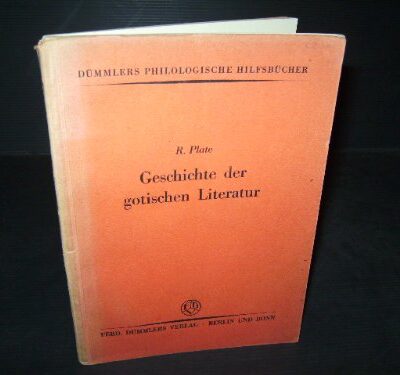 DÜMMLERS PHILOLOGISCHE HILFSBÜCHER
R. Plate
Geschichte der
gotischen Literatur
FERD. DÜMMLERS VERLAG · BERLIN UND BONN